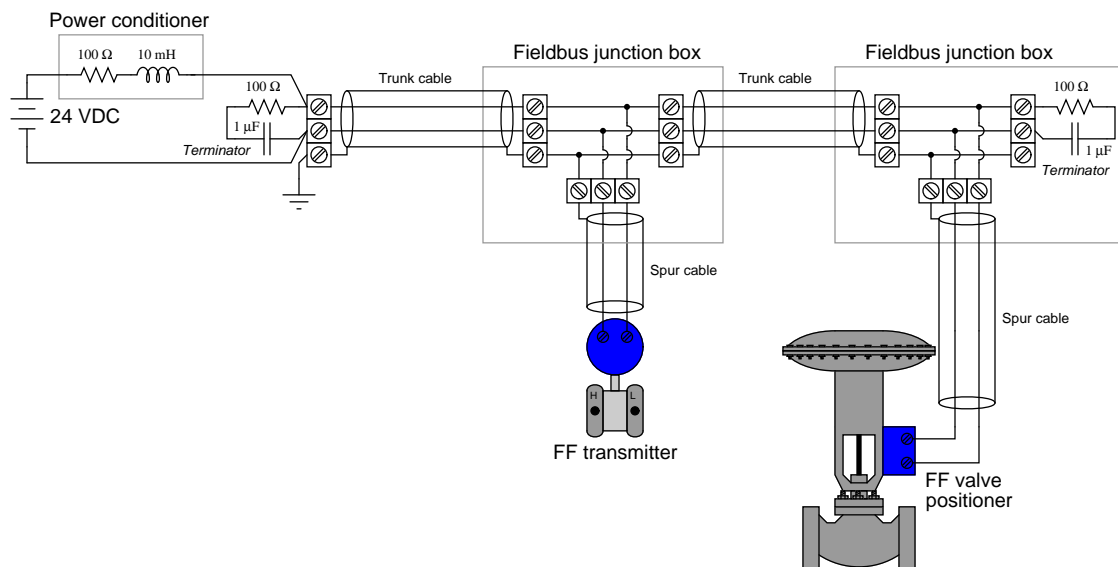 Power conditioner
100 Ω
10 mH
24 VDC
100 Ω
1 μF
Terminator
Trunk cable
Fieldbus junction box
Trunk cable
Fieldbus junction box
100 Ω
1 μF
Terminator
Spur cable
Spur cable
H
L
FF transmitter
FF valve
positioner